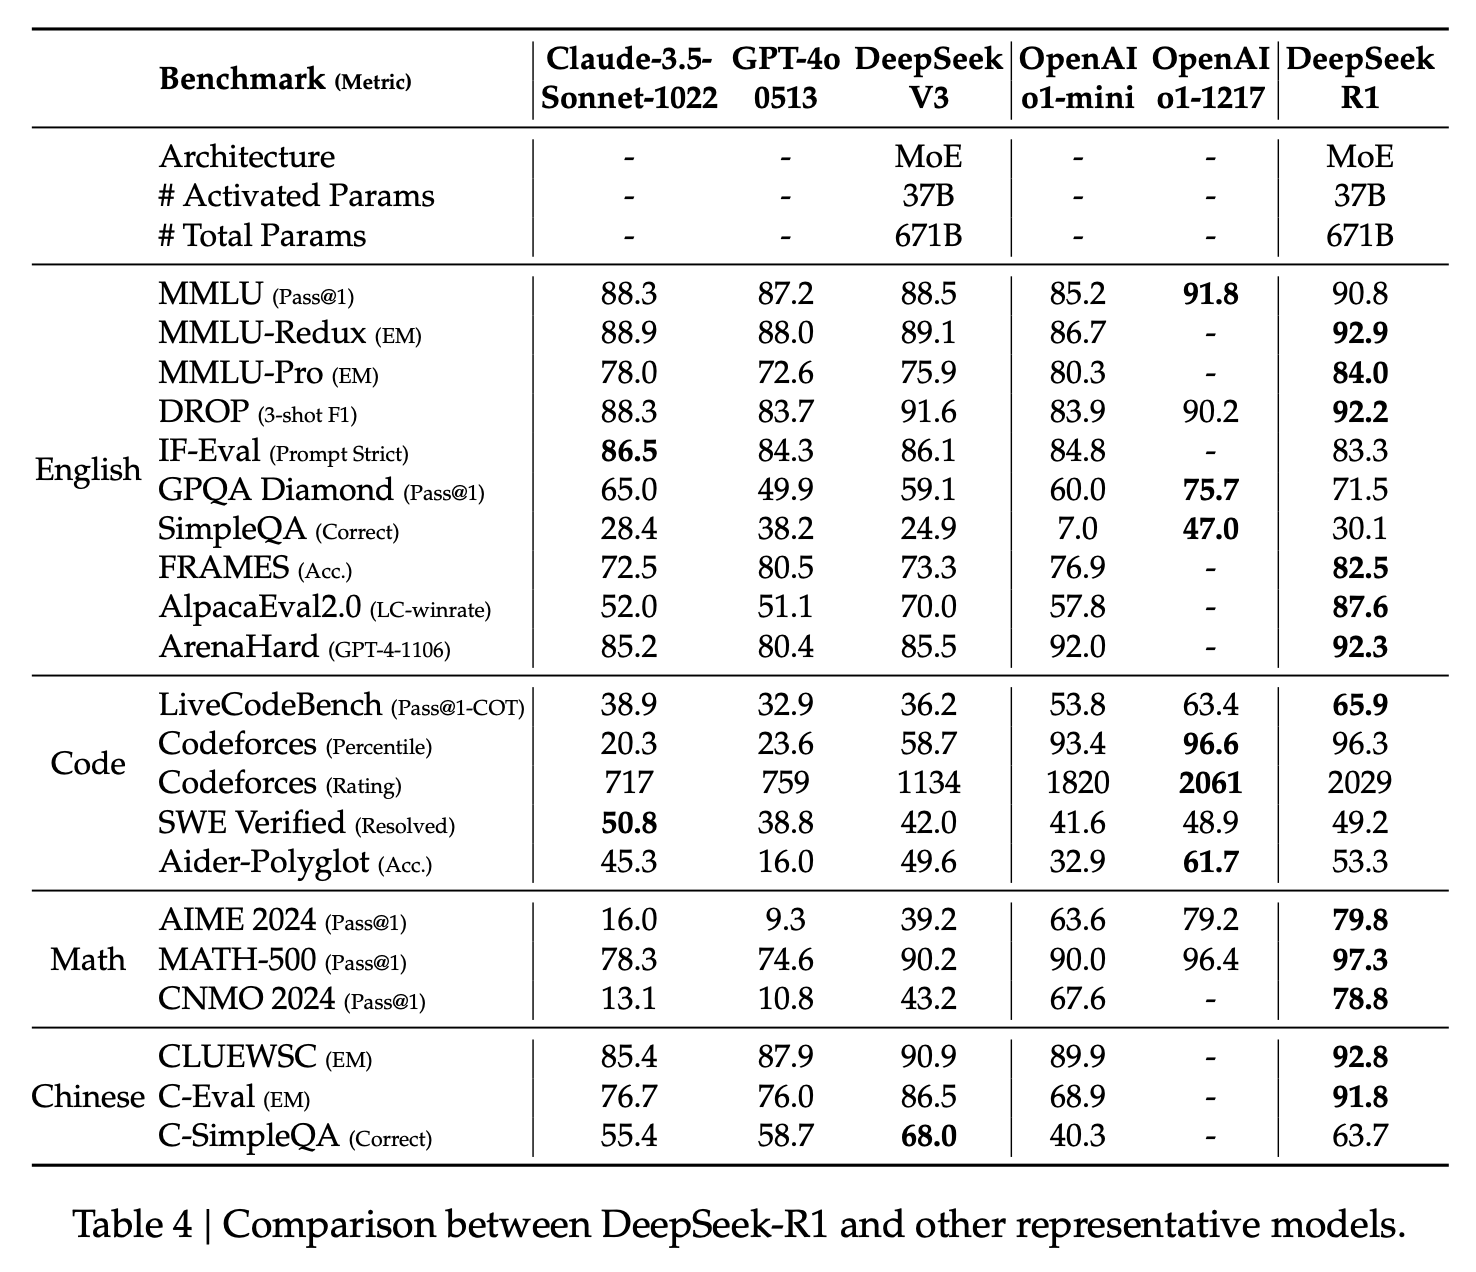 Benchmark (Metric) Claude-3.5-Sonnet-1022 GPT-4o 0513 DeepSeek V3 OpenAI o1-mini OpenAI o1-1217 DeepSeek R1
Architecture - - MoE - - MoE
# Activated Params - - 37B - - 37B
# Total Params - - 671B - - 671B
English
MMLU (Pass@1) 88.3 87.2 88.5 85.2 91.8 90.8
MMLU-Redux (EM) 88.9 88.0 89.1 86.7 - 92.9
MMLU-Pro (EM) 78.0 72.6 75.9 80.3 - 84.0
DROP (3-shot F1) 88.3 83.7 91.6 83.9 90.2 92.2
IF-Eval (Prompt Strict) 86.5 84.3 86.1 84.8 - 83.3
GPQA Diamond (Pass@1) 65.0 49.9 59.1 60.0 75.7 71.5
SimpleQA (Correct) 28.4 38.2 24.9 7.0 47.0 30.1
FRAMES (Acc.) 72.5 80.5 73.3 76.9 - 82.5
AlpacaEval2.0 (LC-winrate) 52.0 51.1 70.0 57.8 - 87.6
ArenaHard (GPT-4-1106) 85.2 80.4 85.5 92.0 - 92.3
Code
LiveCodeBench (Pass@1-COT) 38.9 32.9 36.2 53.8 63.4 65.9
Codeforces (Percentile) 20.3 23.6 58.7 93.4 96.6 96.3
Codeforces (Rating) 717 759 1134 1820 2061 2029
SWE Verified (Resolved) 50.8 38.8 42.0 41.6 48.9 49.2
Aider-Polyglot (Acc.) 45.3 16.0 49.6 32.9 61.7 53.3
Math
AIME 2024 (Pass@1) 16.0 9.3 39.2 63.6 79.2 79.8
MATH-500 (Pass@1) 78.3 74.6 90.2 90.0 96.4 97.3
CNMO 2024 (Pass@1) 13.1 10.8 43.2 67.6 - 78.8
Chinese
CLUEWSC (EM) 85.4 87.9 90.9 89.9 - 92.8
C-Eval (EM) 76.7 76.0 86.5 68.9 - 91.8
C-SimpleQA (Correct) 55.4 58.7 68.0 40.3 - 63.7
Table 4 | Comparison between DeepSeek-R1 and other representative models.